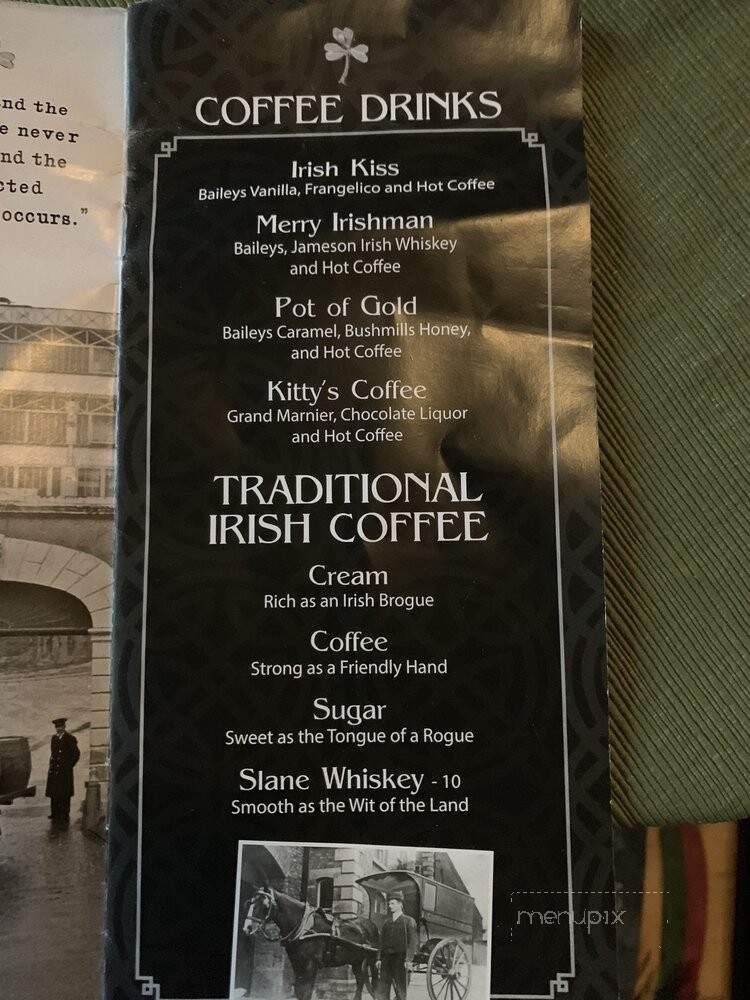 nd the
e never
nd the
cted
occurs."
COFFEE DRINKS
Irish Kiss
Baileys Vanilla, Frangelico and Hot Coffee
Merry Irishman
Baileys, Jameson Irish Whiskey
and Hot Coffee
Pot of Gold
Baileys Caramel, Bushmills Honey,
and Hot Coffee
Kitty's Coffee
Grand Marnier, Chocolate Liquor
and Hot Coffee
TRADITIONAL
IRISH COFFEE
Cream
Rich as an Irish Brogue
Coffee
Strong as a Friendly Hand
Sugar
Sweet as the Tongue of a Rogue
Slane Whiskey - 10
Smooth as the Wit of the Land
menupix